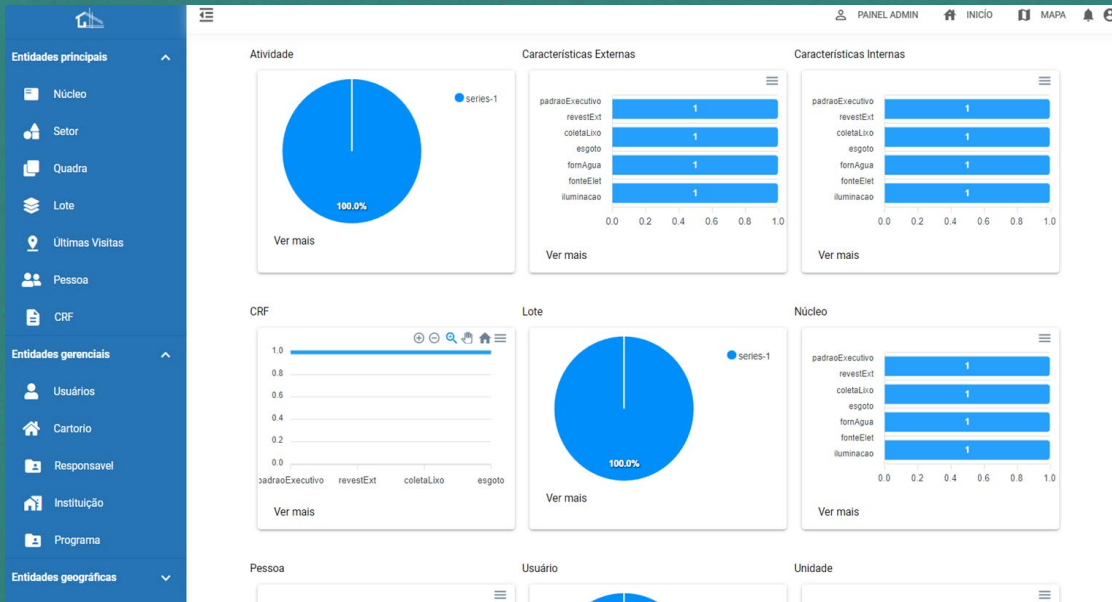 PAINEL ADMIN INICÍO MAPA
Entidades principais
Núcleo
Setor
Quadra
Lote
Últimas Visitas
Pessoa
CRF
Entidades gerenciais
Usuários
Cartorio
Responsavel
Instituição
Programa
Entidades geográficas
Atividade
series-1
100.0%
Ver mais
Características Externas
padraoExecutivo
1
revestExt
coletaLixo
1
esgoto
fornAgua
1
fonteElet
iluminacao
1
0.0 0.2 0.4 0.6 0.8 1.0
Ver mais
Características Internas
padraoExecutivo
1
revestExt
coletaLixo
1
esgoto
fornAgua
1
fonteElet
iluminacao
1
0.0 0.2 0.4 0.6 0.8 1.0
Ver mais
CRF
1.0
0.8
0.6
0.4
0.2
0.0
padraoExecutivo revestExt coletaLixo esgoto
Ver mais
Lote
series-1
100.0%
Ver mais
Núcleo
padraoExecutivo
1
revestExt
coletaLixo
1
esgoto
fornAgua
1
fonteElet
iluminacao
1
0.0 0.2 0.4 0.6 0.8 1.0
Ver mais
Pessoa
Usuário
Unidade